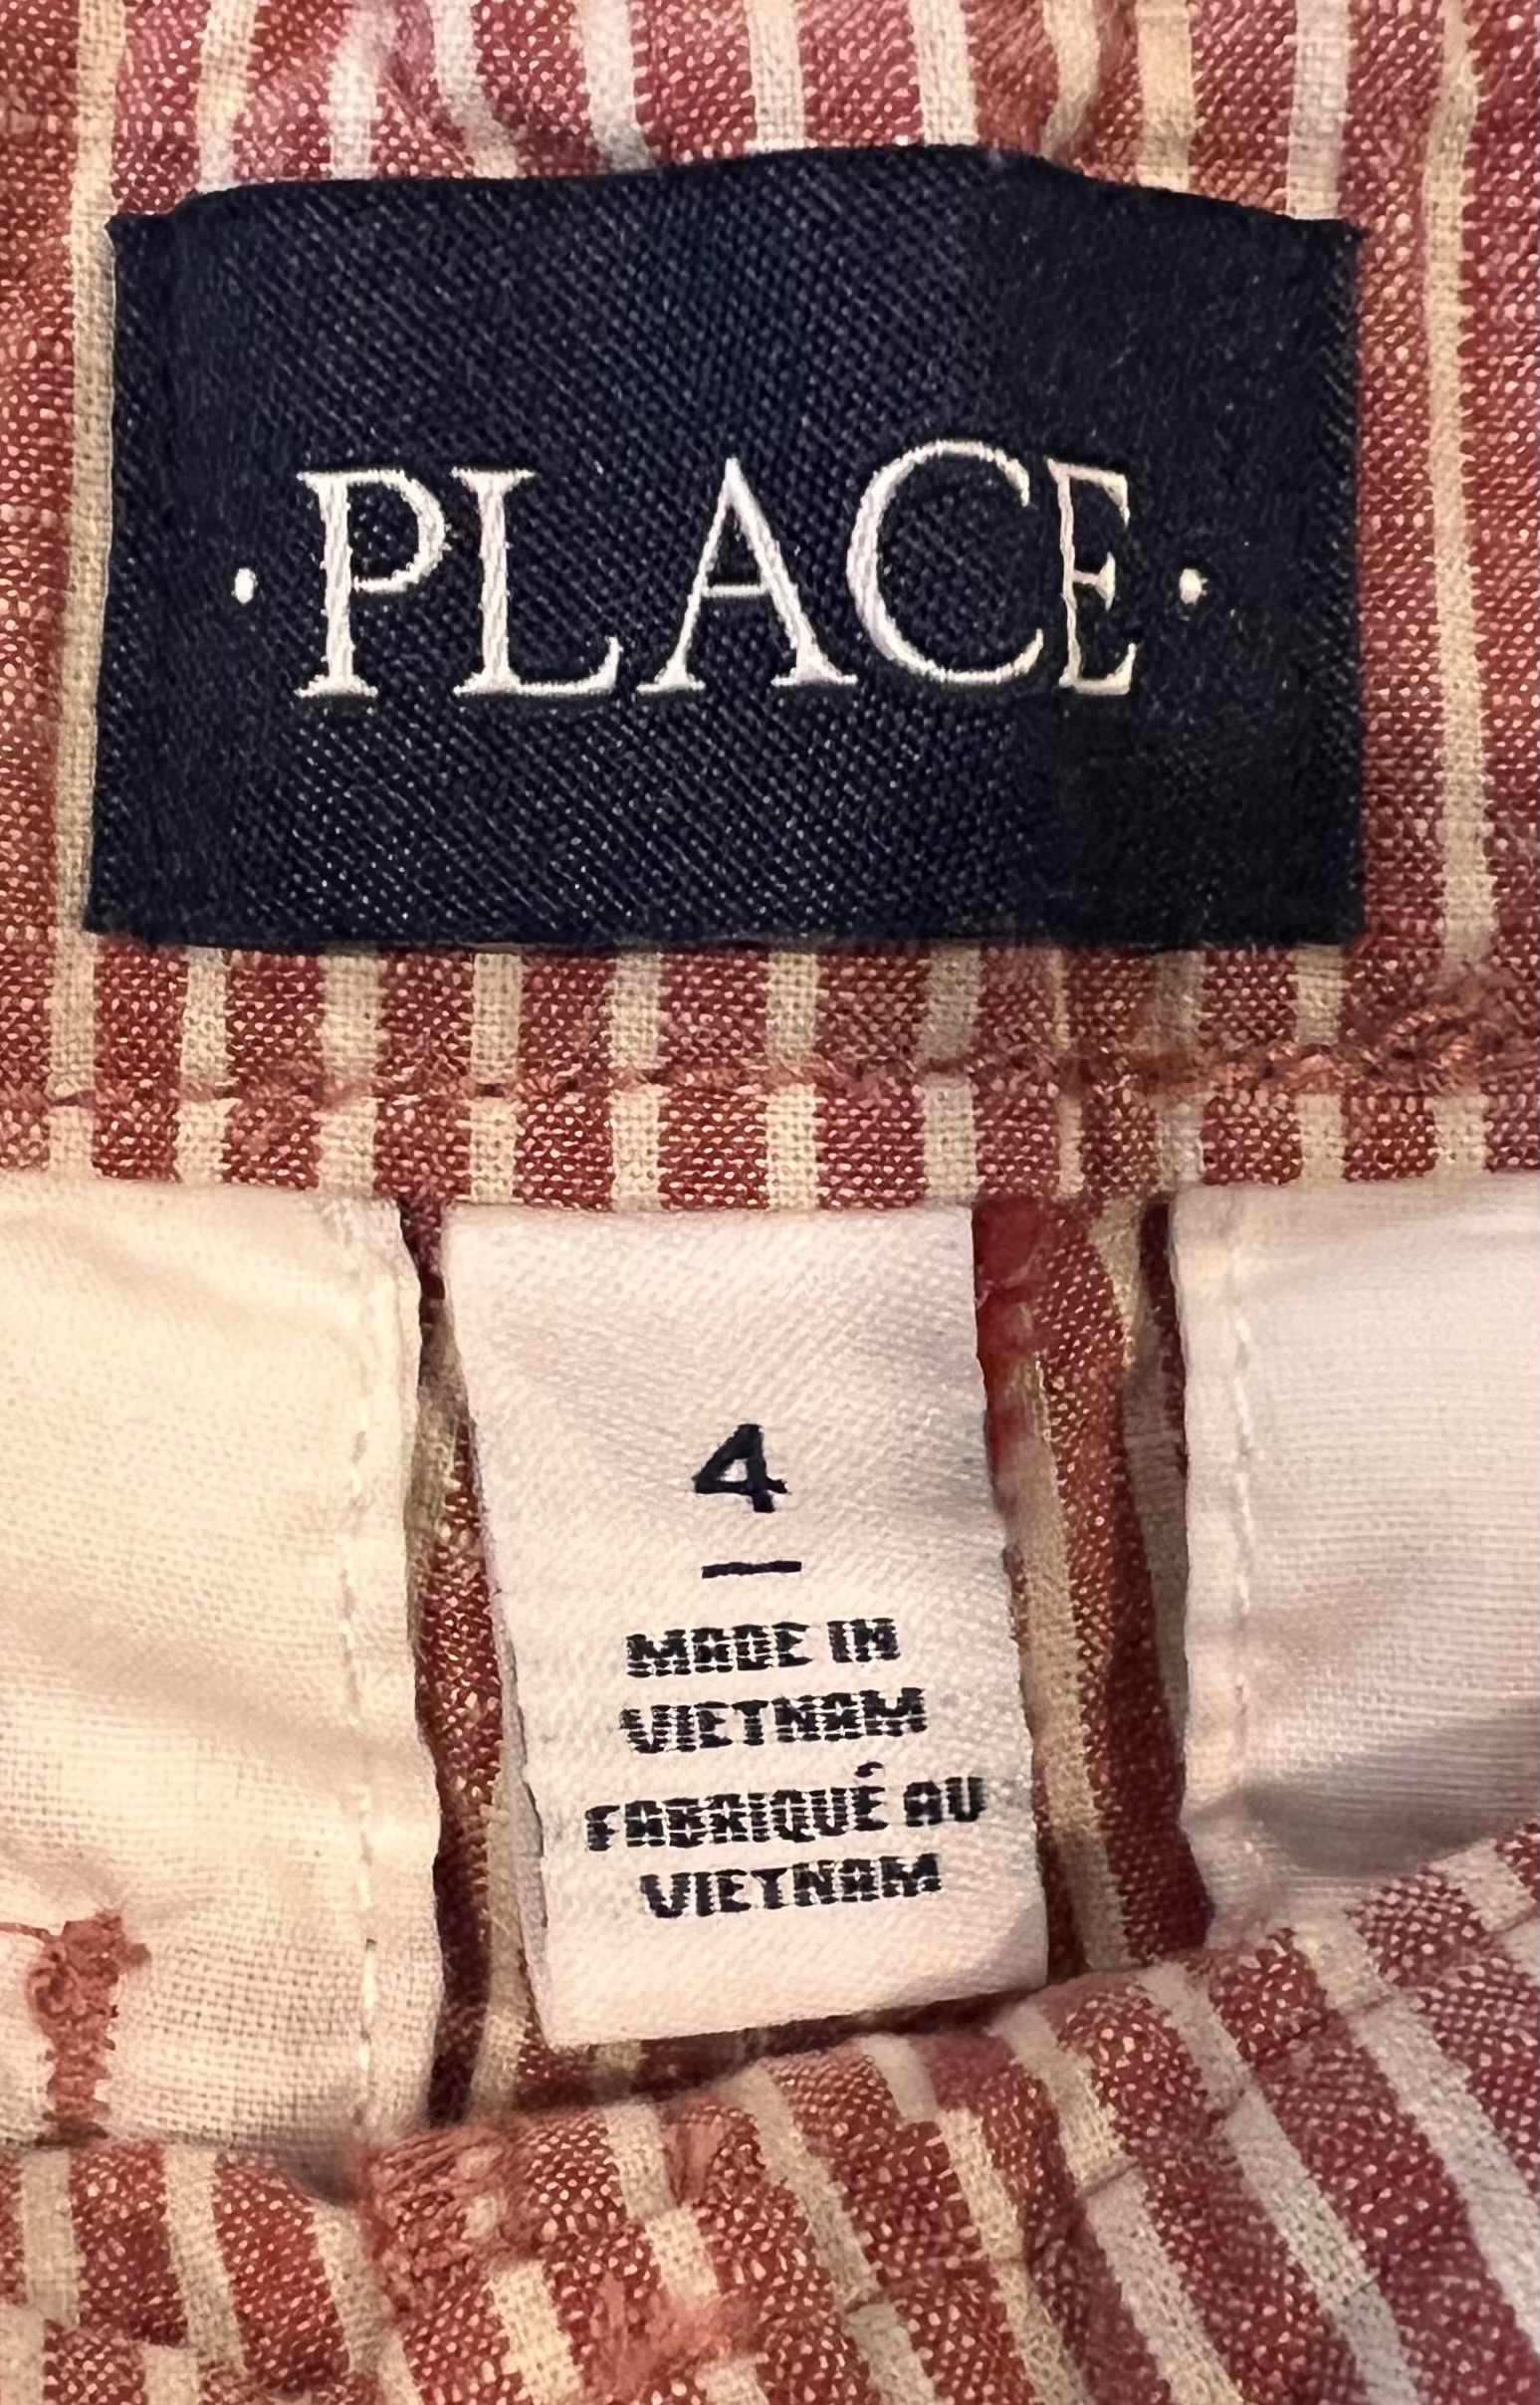 ·PLACE·
4
MADE IN
VIETNAM
FABRIQUÉ AU
VIETNAM